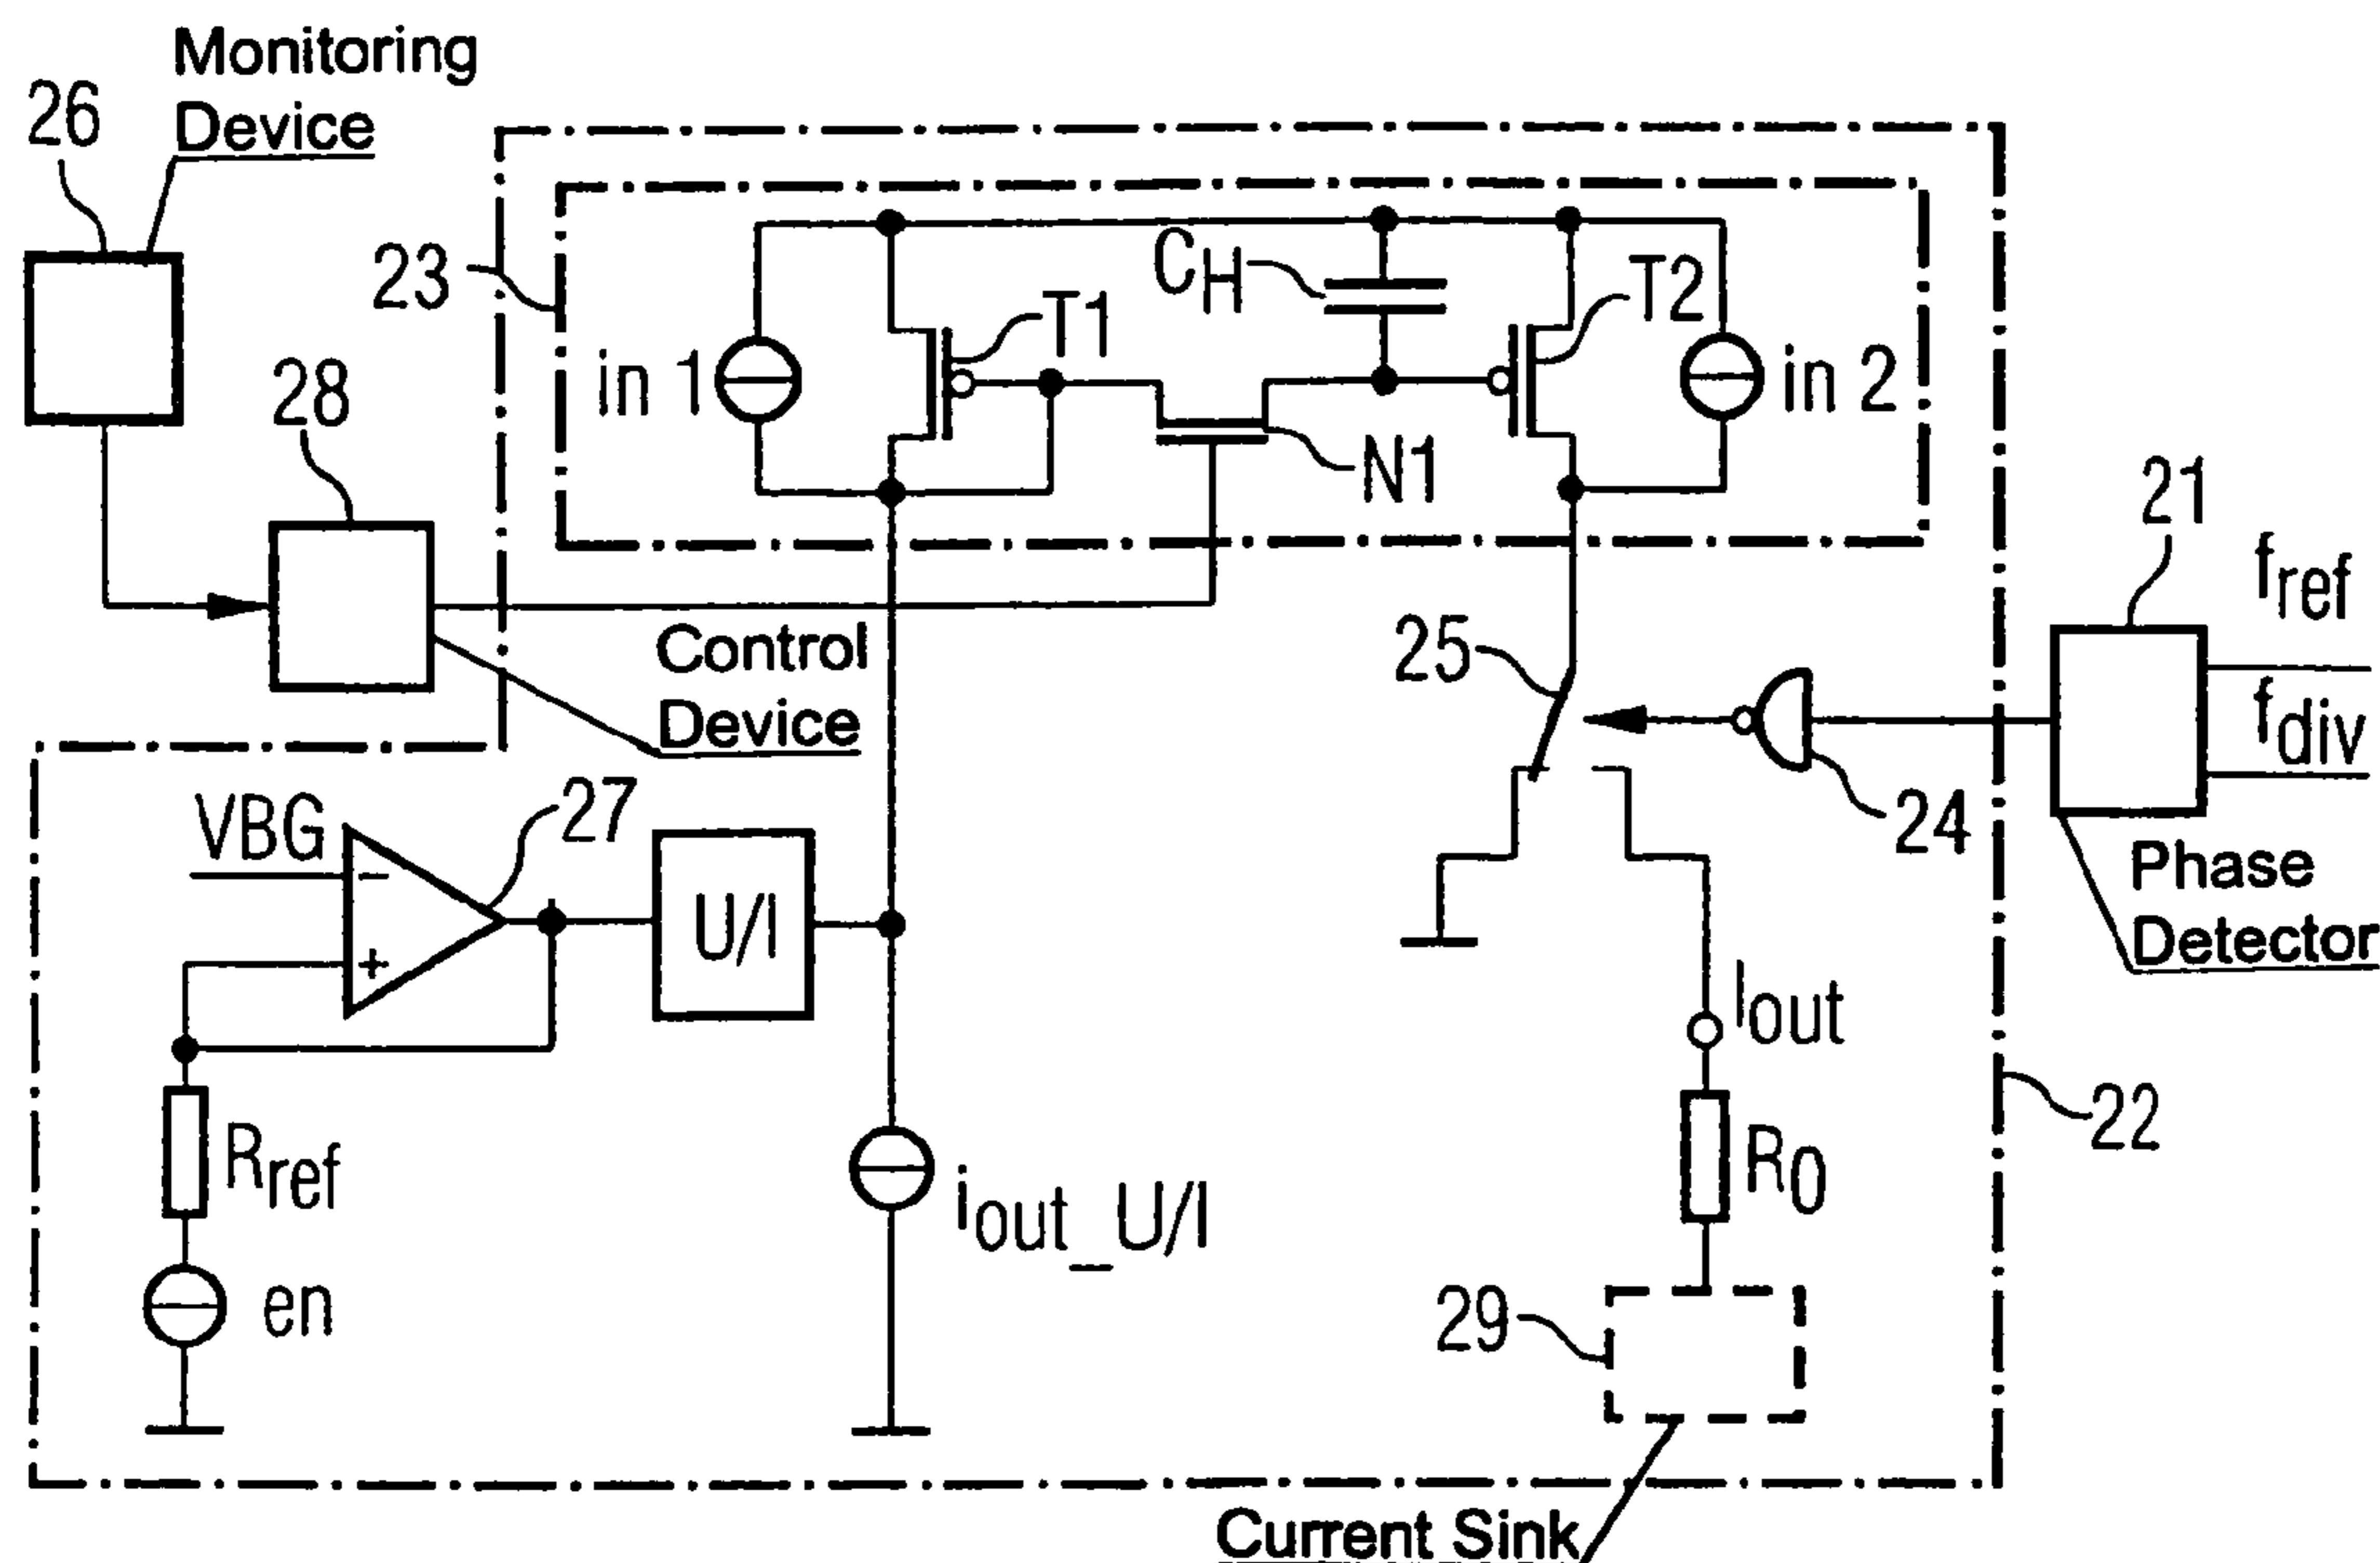 Monitoring
Device
26
23
CH
T2
T1
in 1
in 2
28
N1
21
fref
25
Control
Device
fdiv
24
VBG
27
Phase
Detector
U/I
-
+
Iout
22
Rref
R0
iout_U/I
en
29
Current Sink